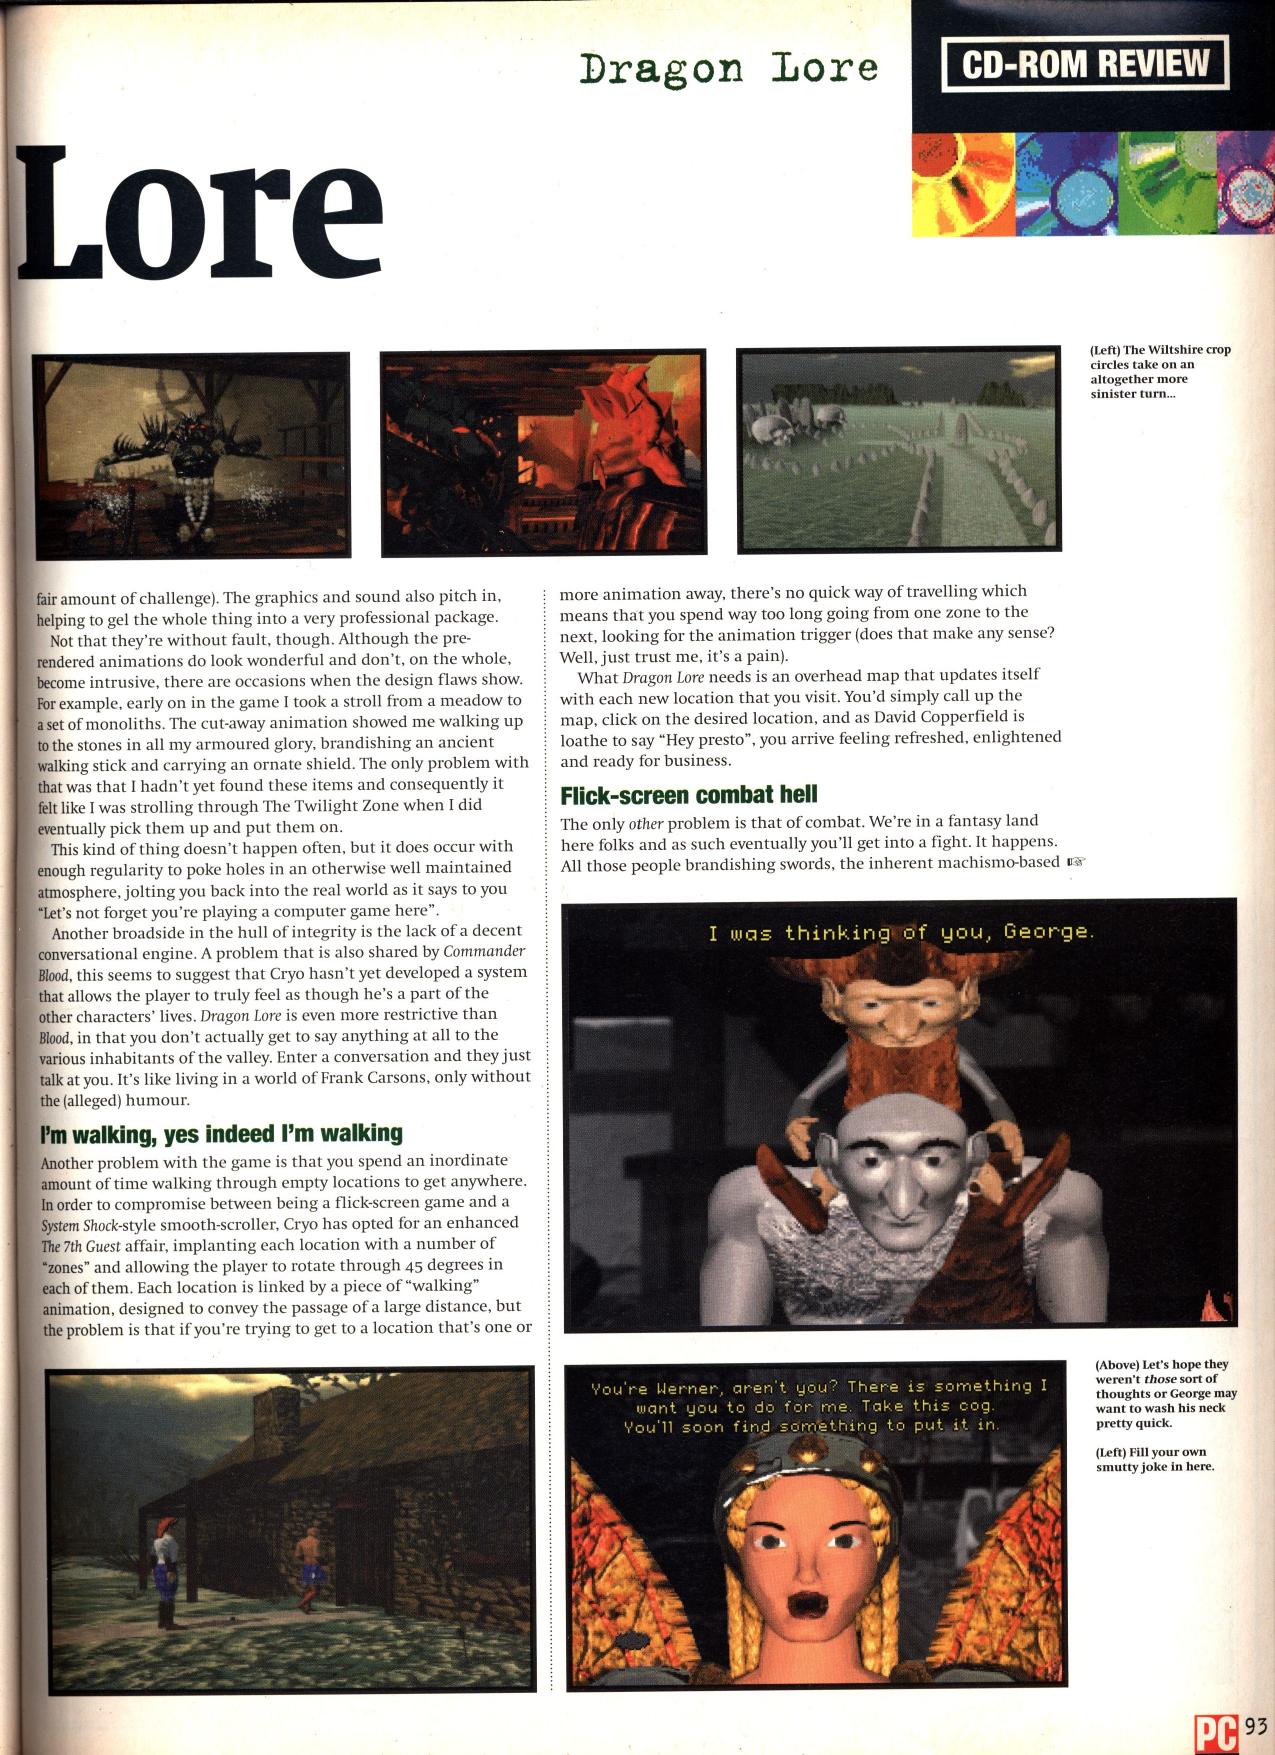 Dragon Lore
CD-ROM REVIEW
Lore
(Left) The Wiltshire crop
circles take on an
altogether more
sinister turn...
fair amount of challenge). The graphics and sound also pitch in,
helping to gel the whole thing into a very professional package.
Not that they're without fault, though. Although the pre-
rendered animations do look wonderful and don't, on the whole,
become intrusive, there are occasions when the design flaws show.
For example, early on in the game I took a stroll from a meadow to
a set of monoliths. The cut-away animation showed me walking up
to the stones in all my armoured glory, brandishing an ancient
walking stick and carrying an ornate shield. The only problem with
that was that I hadn't yet found these items and consequently it
felt like I was strolling through The Twilight Zone when I did
eventually pick them up and put them on.
This kind of thing doesn't happen often, but it does occur with
enough regularity to poke holes in an otherwise well maintained
atmosphere, jolting you back into the real world as it says to you
“Let's not forget you're playing a computer game here”.
Another broadside in the hull of integrity is the lack of a decent
conversational engine. A problem that is also shared by Commander
Blood, this seems to suggest that Cryo hasn't yet developed a system
that allows the player to truly feel as though he's a part of the
other characters' lives. Dragon Lore is even more restrictive than
Blood, in that you don't actually get to say anything at all to the
various inhabitants of the valley. Enter a conversation and they just
talk at you. It's like living in a world of Frank Carsons, only without
the (alleged) humour.
I'm walking, yes indeed I'm walking
Another problem with the game is that you spend an inordinate
amount of time walking through empty locations to get anywhere.
In order to compromise between being a flick-screen game and a
System Shock-style smooth-scroller, Cryo has opted for an enhanced
The 7th Guest affair, implanting each location with a number of
“zones” and allowing the player to rotate through 45 degrees in
each of them. Each location is linked by a piece of “walking”
animation, designed to convey the passage of a large distance, but
the problem is that if you're trying to get to a location that's one or
more animation away, there's no quick way of travelling which
means that you spend way too long going from one zone to the
next, looking for the animation trigger (does that make any sense?
Well, just trust me, it's a pain).
What Dragon Lore needs is an overhead map that updates itself
with each new location that you visit. You'd simply call up the
map, click on the desired location, and as David Copperfield is
loathe to say “Hey presto”, you arrive feeling refreshed, enlightened
and ready for business.
Flick-screen combat hell
The only other problem is that of combat. We're in a fantasy land
here folks and as such eventually you'll get into a fight. It happens.
All those people brandishing swords, the inherent machismo-based
I was thinking of you, George.
You're Werner, aren't you? There is something I
want you to do for me. Take this cog.
You'll soon find something to put it in.
(Above) Let's hope they
weren't those sort of
thoughts or George may
want to wash his neck
pretty quick.
(Left) Fill your own
smutty joke in here.
PC 93